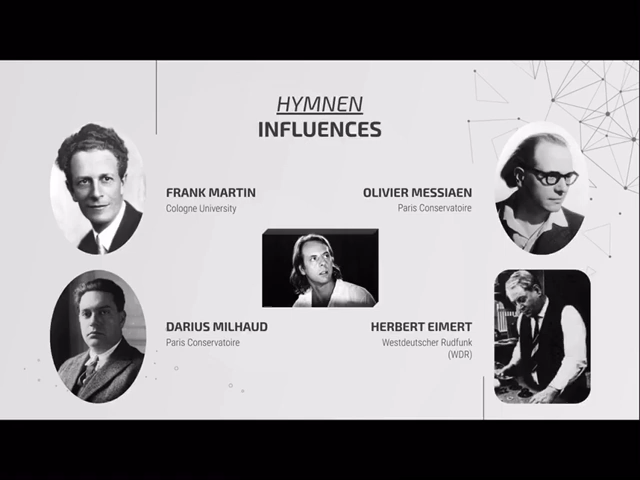 HYMNEN
INFLUENCES
FRANK MARTIN
Cologne University
OLIVIER MESSIAEN
Paris Conservatoire
DARIUS MILHAUD
Paris Conservatoire
HERBERT EIMERT
Westdeutscher Rudfunk
(WDR)